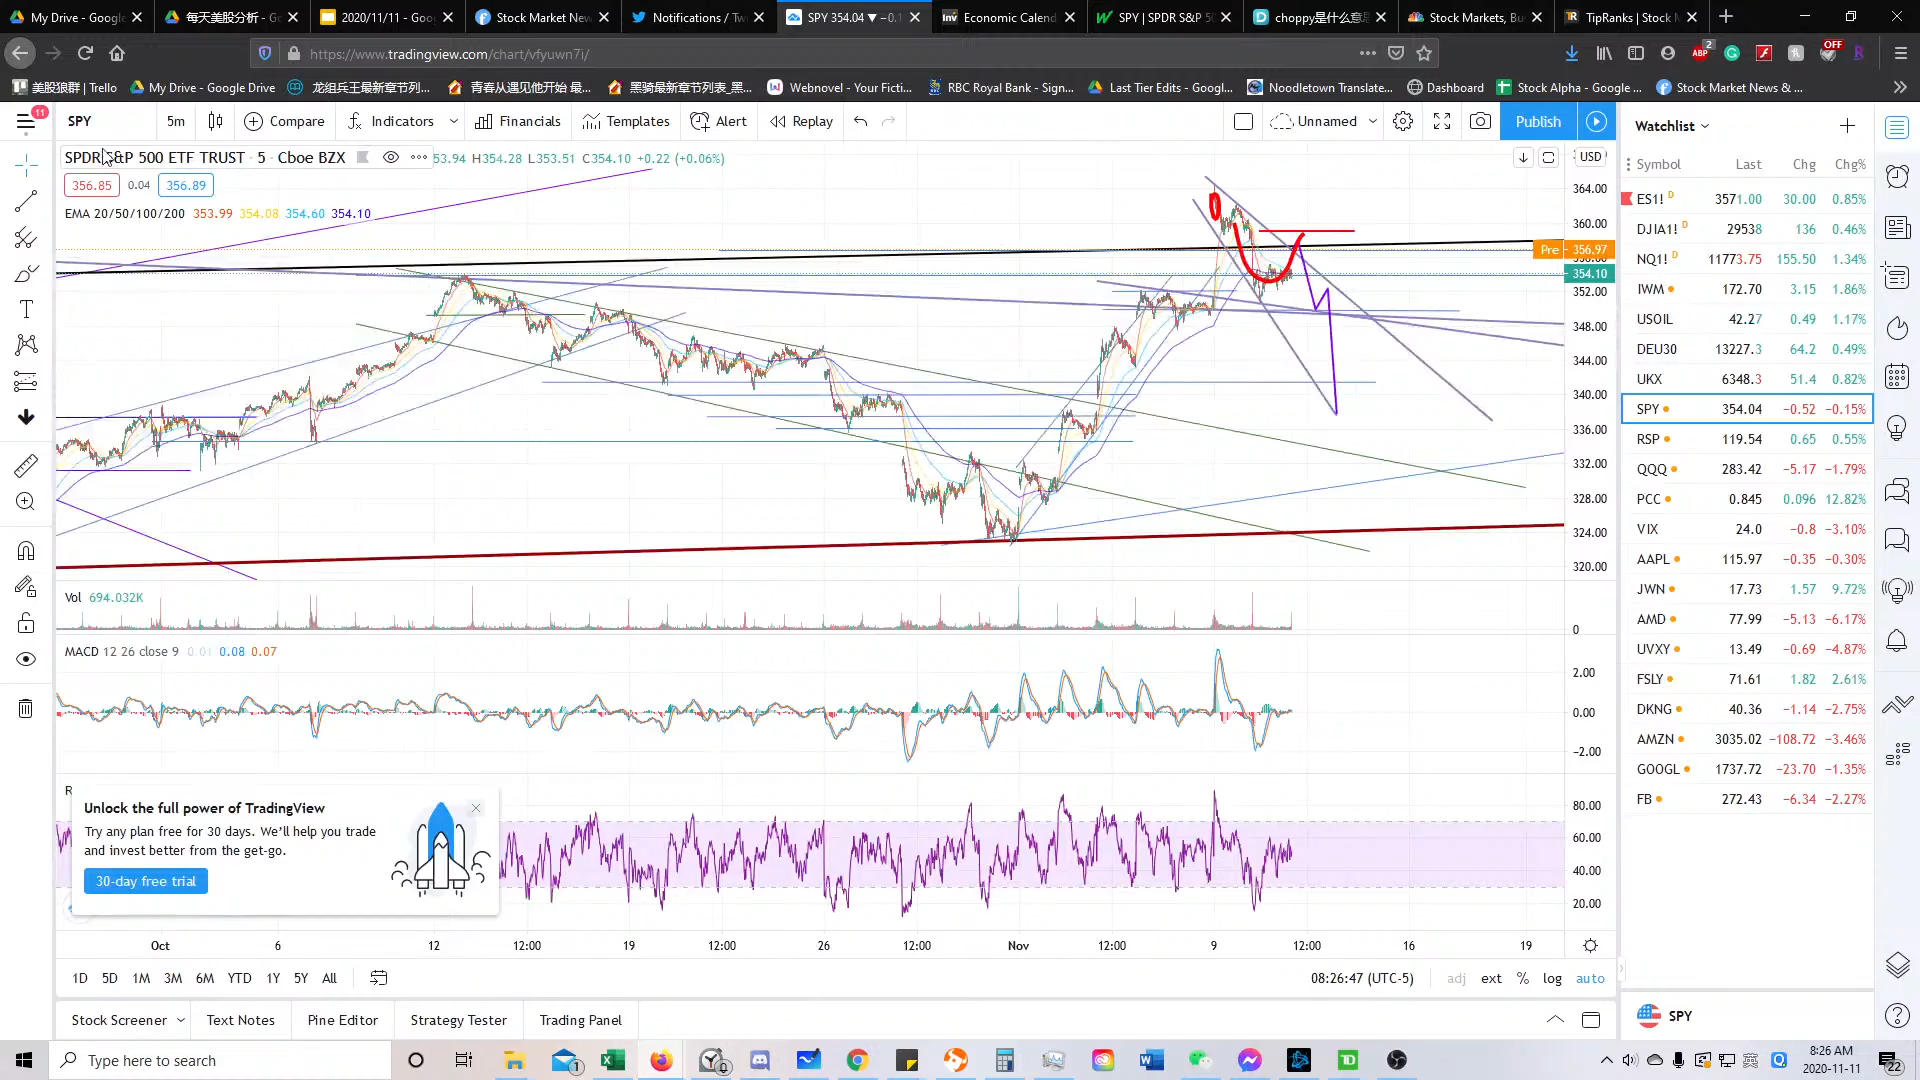 My Drive – Google
每天美股分析 - Go
2020/11/11 - Goo
Stock Market New
Notifications / Tw
SPY 354.04 ▼ −0.1
Economic Calend
SPY | SPDR S&P 50
choppy是什么意思
Stock Markets, Bu
TipRanks | Stock M
https://www.tradingview.com/chart/vfyuwn7i/
2
OFF
美股狼群 | Trello
My Drive - Google Drive
龙组兵王最新章节列...
青春从遇见他开始 最...
黑骑最新章节列表_黑...
Webnovel - Your Ficti...
RBC Royal Bank - Sign...
Last Tier Edits - Googl...
Noodletown Translate...
Dashboard
Stock Alpha - Google ...
Stock Market News & ...
11
SPY
5m
Compare
Indicators
Financials
Templates
Alert
Replay
Unnamed
Publish
SPDR S&P 500 ETF TRUST · 5 · Cboe BZX
53.94 H354.28 L353.51 C354.10 +0.22 (+0.06%)
356.85 0.04 356.89
EMA 20/50/100/200 353.99 354.08 354.60 354.10
USD
364.00
360.00
Pre 356.97
354.10
352.00
348.00
344.00
340.00
336.00
332.00
328.00
324.00
320.00
Vol 694.032K
0
MACD 12 26 close 9 0.01 0.08 0.07
2.00
0.00
−2.00
R
Unlock the full power of TradingView
Try any plan free for 30 days. We'll help you trade
and invest better from the get-go.
30-day free trial
80.00
60.00
40.00
20.00
Oct 6 12 12:00 19 12:00 26 12:00 Nov 12:00 9 12:00 16 19
1D 5D 1M 3M 6M YTD 1Y 5Y All
08:26:47 (UTC-5) adj ext % log auto
Stock Screener
Text Notes
Pine Editor
Strategy Tester
Trading Panel
Watchlist
Symbol Last Chg Chg%
ES1! D 3571.00 30.00 0.85%
DJIA1! D 29538 136 0.46%
NQ1! D 11773.75 155.50 1.34%
IWM 172.70 3.15 1.86%
USOIL 42.27 0.49 1.17%
DEU30 13227.3 64.2 0.49%
UKX 6348.3 51.4 0.82%
SPY 354.04 −0.52 −0.15%
RSP 119.54 0.65 0.55%
QQQ 283.42 −5.17 −1.79%
PCC 0.845 0.096 12.82%
VIX 24.0 −0.8 −3.10%
AAPL 115.97 −0.35 −0.30%
JWN 17.73 1.57 9.72%
AMD 77.99 −5.13 −6.17%
UVXY 13.49 −0.69 −4.87%
FSLY 71.61 1.82 2.61%
DKNG 40.36 −1.14 −2.75%
AMZN 3035.02 −108.72 −3.46%
GOOGL 1737.72 −23.70 −1.35%
FB 272.43 −6.34 −2.27%
SPY
Type here to search
英
8:26 AM
2020-11-11
22